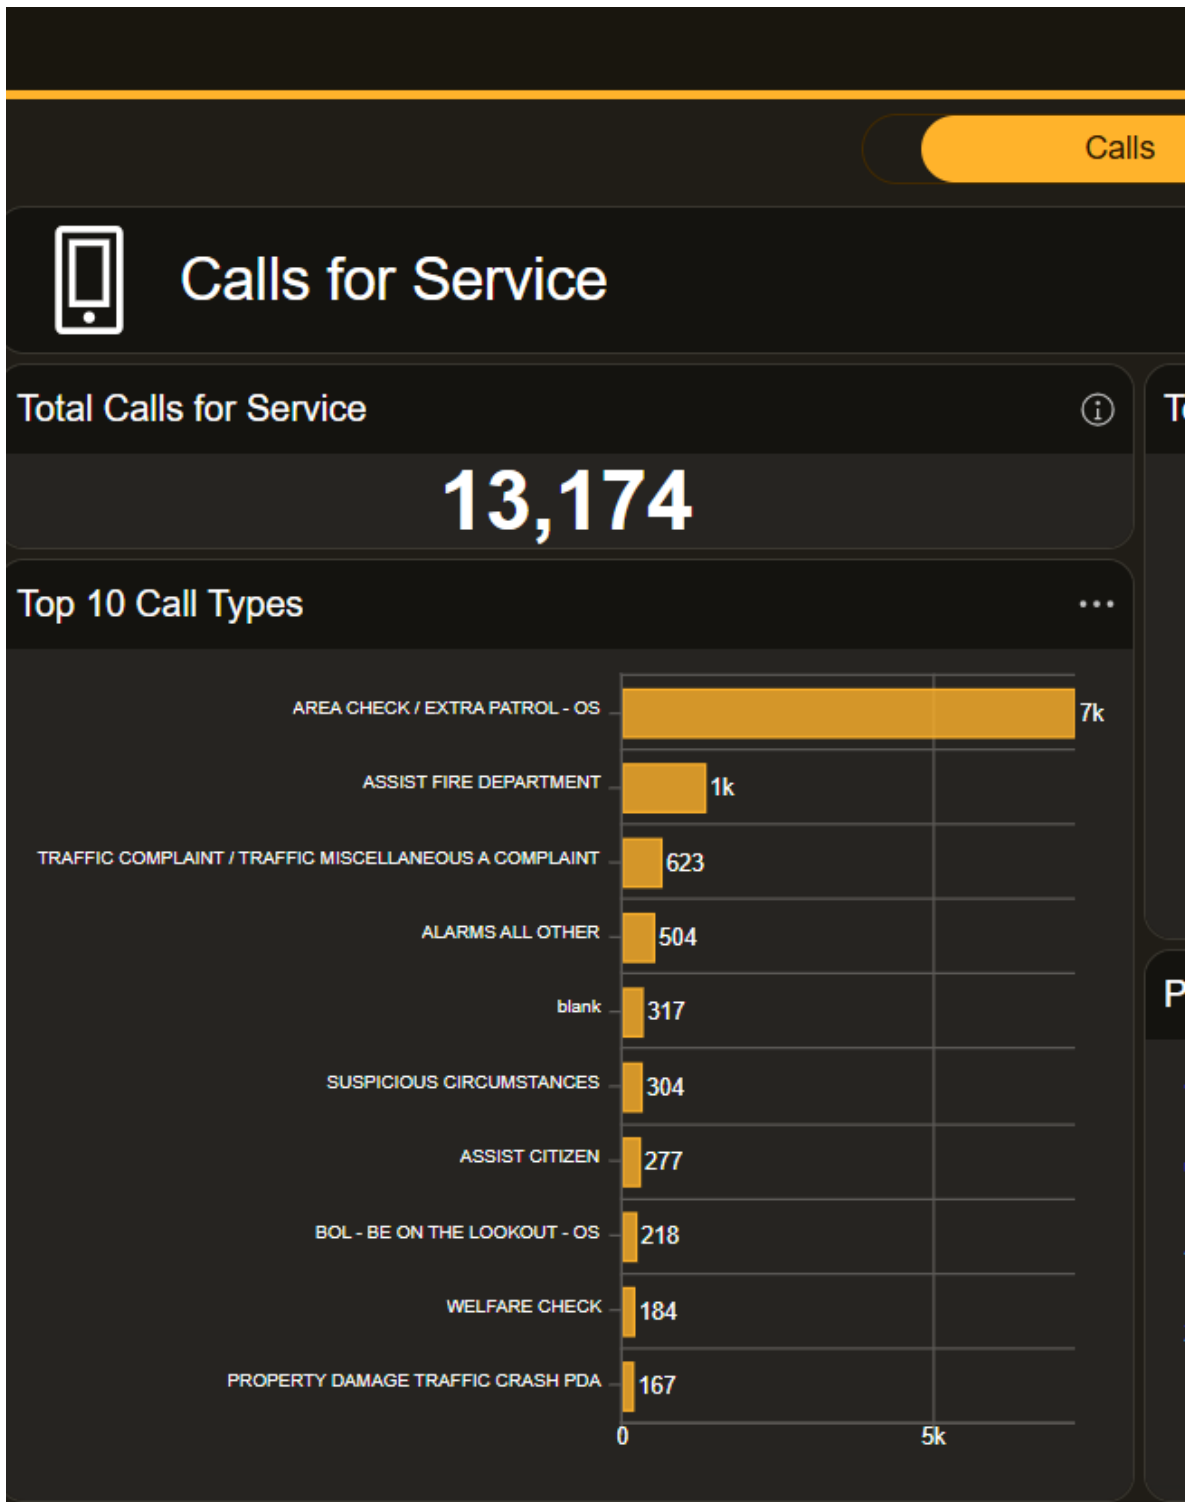 Calls
Calls for Service
Total Calls for Service
13,174
Top 10 Call Types
AREA CHECK / EXTRA PATROL - OS 7k
ASSIST FIRE DEPARTMENT 1k
TRAFFIC COMPLAINT / TRAFFIC MISCELLANEOUS A COMPLAINT 623
ALARMS ALL OTHER 504
blank 317
SUSPICIOUS CIRCUMSTANCES 304
ASSIST CITIZEN 277
BOL - BE ON THE LOOKOUT - OS 218
WELFARE CHECK 184
PROPERTY DAMAGE TRAFFIC CRASH PDA 167
0 5k